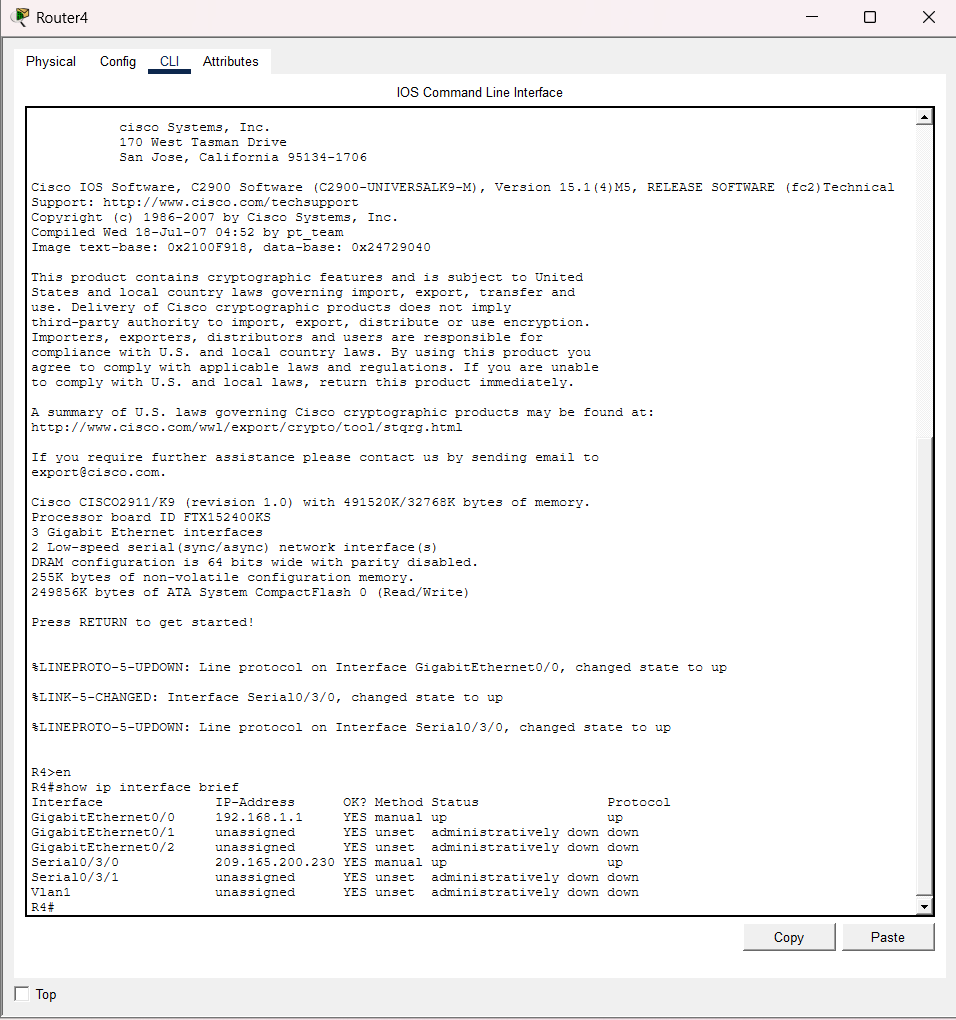 Router4
Physical Config CLI Attributes
IOS Command Line Interface
cisco Systems, Inc.
170 West Tasman Drive
San Jose, California 95134-1706
Cisco IOS Software, C2900 Software (C2900-UNIVERSALK9-M), Version 15.1(4)M5, RELEASE SOFTWARE (fc2)Technical
Support: http://www.cisco.com/techsupport
Copyright (c) 1986-2007 by Cisco Systems, Inc.
Compiled Wed 18-Jul-07 04:52 by pt_team
Image text-base: 0x2100F918, data-base: 0x24729040
This product contains cryptographic features and is subject to United
States and local country laws governing import, export, transfer and
use. Delivery of Cisco cryptographic products does not imply
third-party authority to import, export, distribute or use encryption.
Importers, exporters, distributors and users are responsible for
compliance with U.S. and local country laws. By using this product you
agree to comply with applicable laws and regulations. If you are unable
to comply with U.S. and local laws, return this product immediately.
A summary of U.S. laws governing Cisco cryptographic products may be found at:
http://www.cisco.com/wwl/export/crypto/tool/stqrg.html
If you require further assistance please contact us by sending email to
export@cisco.com.
Cisco CISCO2911/K9 (revision 1.0) with 491520K/32768K bytes of memory.
Processor board ID FTX152400KS
3 Gigabit Ethernet interfaces
2 Low-speed serial(sync/async) network interface(s)
DRAM configuration is 64 bits wide with parity disabled.
255K bytes of non-volatile configuration memory.
249856K bytes of ATA System CompactFlash 0 (Read/Write)
Press RETURN to get started!
%LINEPROTO-5-UPDOWN: Line protocol on Interface GigabitEthernet0/0, changed state to up
%LINK-5-CHANGED: Interface Serial0/3/0, changed state to up
%LINEPROTO-5-UPDOWN: Line protocol on Interface Serial0/3/0, changed state to up
R4>en
R4#show ip interface brief
Interface IP-Address OK? Method Status Protocol
GigabitEthernet0/0 192.168.1.1 YES manual up up
GigabitEthernet0/1 unassigned YES unset administratively down down
GigabitEthernet0/2 unassigned YES unset administratively down down
Serial0/3/0 209.165.200.230 YES manual up up
Serial0/3/1 unassigned YES unset administratively down down
Vlan1 unassigned YES unset administratively down down
R4#
Copy Paste
Top